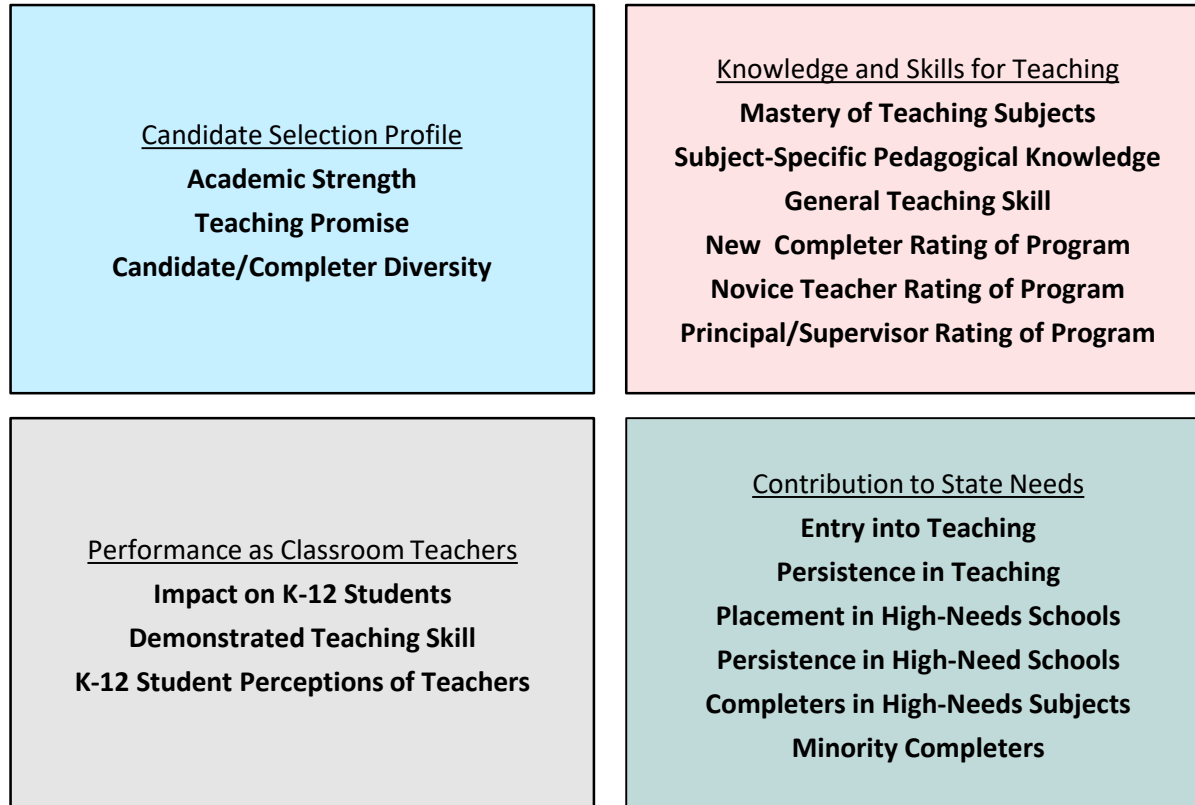 Candidate Selection Profile
Academic Strength
Teaching Promise
Candidate/Completer Diversity
Knowledge and Skills for Teaching
Mastery of Teaching Subjects
Subject-Specific Pedagogical Knowledge
General Teaching Skill
New  Completer Rating of Program
Novice Teacher Rating of Program
Principal/Supervisor Rating of Program
Performance as Classroom Teachers
Impact on K-12 Students
Demonstrated Teaching Skill
K-12 Student Perceptions of Teachers
Contribution to State Needs
Entry into Teaching
Persistence in Teaching
Placement in High-Needs Schools
Persistence in High-Need Schools
Completers in High-Needs Subjects
Minority Completers